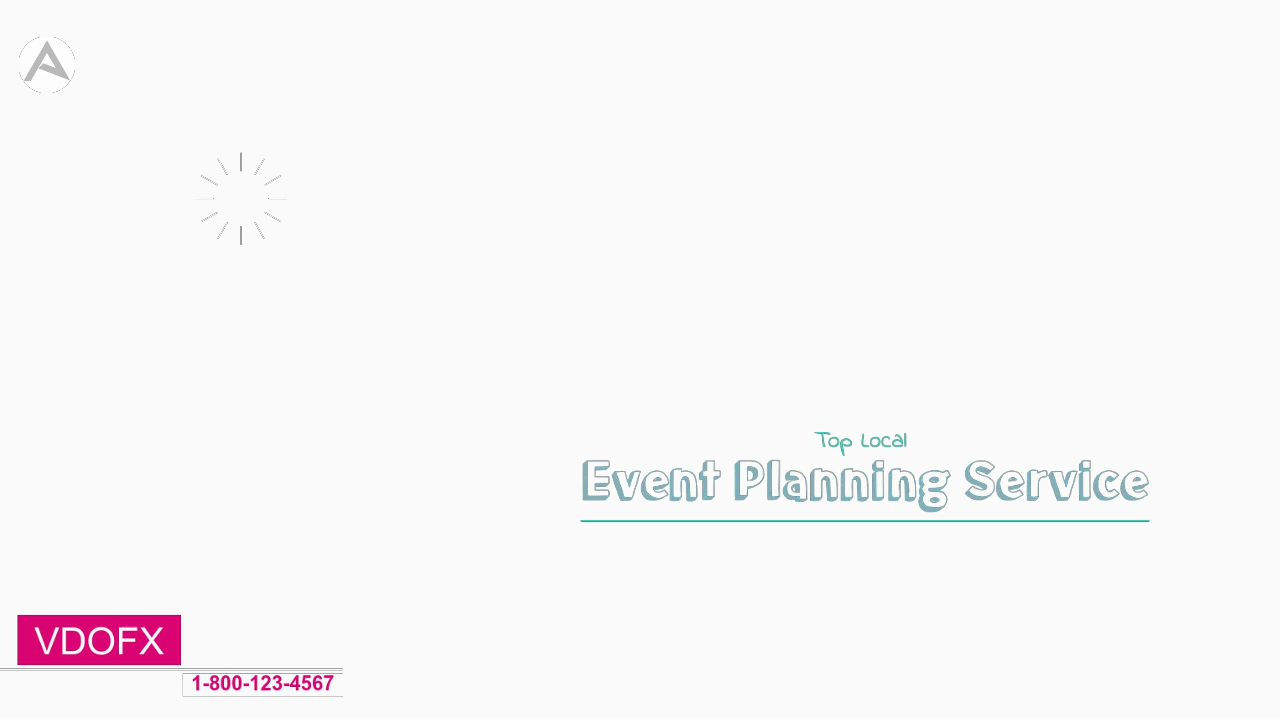 Top Local
Event Planning Service
VDOFX
1-800-123-4567